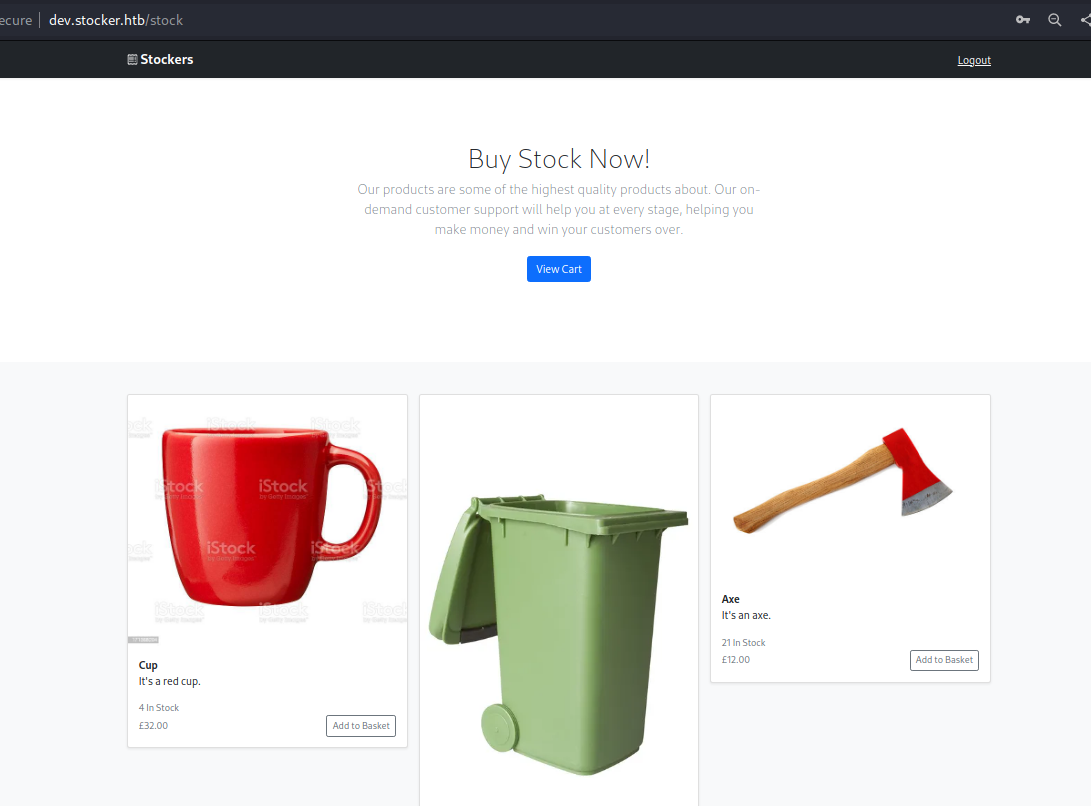 ecure
dev.stocker.htb/stock
Stockers
Logout
Buy Stock Now!
Our products are some of the highest quality products about. Our on-
demand customer support will help you at every stage, helping you
make money and win your customers over.
View Cart
iStock
iStock
by Getty Images
iStock
iStock
Cup
It's a red cup.
4 In Stock
£32.00
Add to Basket
Axe
It's an axe.
21 In Stock
£12.00
Add to Basket